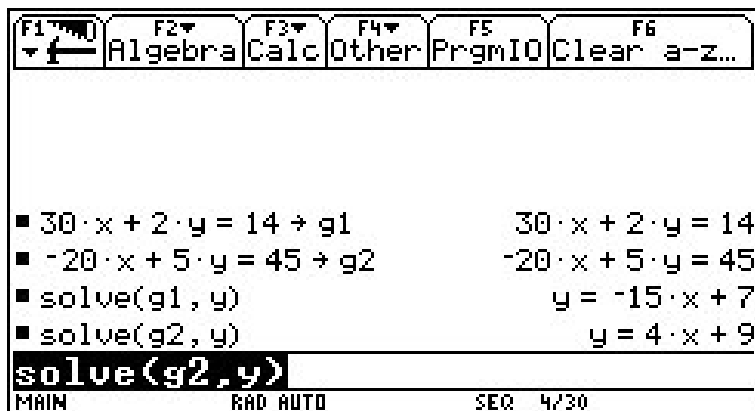 F1 F2 F3 F4 F5 F6
Algebra Calc Other PrgmIO Clear a-z…
30·x + 2·y = 14 → g1 30·x + 2·y = 14
⁻20·x + 5·y = 45 → g2 ⁻20·x + 5·y = 45
solve(g1, y) y = ⁻15·x + 7
solve(g2, y) y = 4·x + 9
solve(g2,y)
MAIN RAD AUTO SEQ 4/30